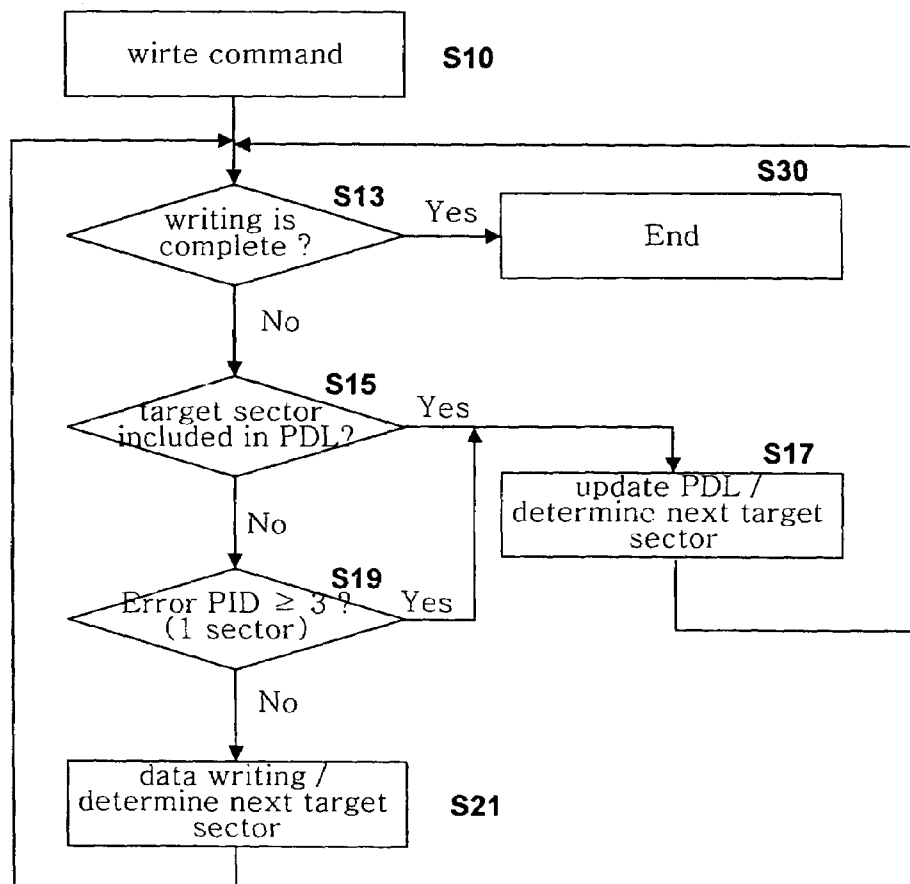 wirte command
S10
S30
S13
writing is
complete ?
Yes
End
No
S15
target sector
included in PDL?
Yes
S17
update PDL /
determine next target
sector
No
S19
Error PID ≥ 3 ?
(1 sector)
Yes
No
data writing /
determine next target
sector
S21